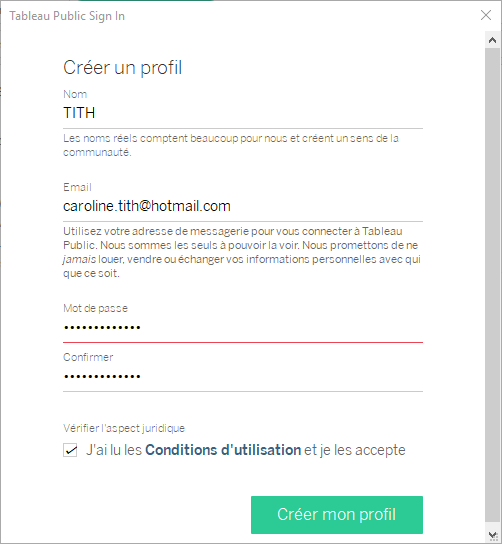 Tableau Public Sign In
Créer un profil
Nom
TITH
Les noms réels comptent beaucoup pour nous et créent un sens de la
communauté.
Email
caroline.tith@hotmail.com
Utilisez votre adresse de messagerie pour vous connecter à Tableau
Public. Nous sommes les seuls à pouvoir la voir. Nous promettons de ne
jamais louer, vendre ou échanger vos informations personnelles avec qui
que ce soit.
Mot de passe
•••••••••••••
Confirmer
•••••••••••••
Vérifier l'aspect juridique
J'ai lu les Conditions d'utilisation et je les accepte
Créer mon profil